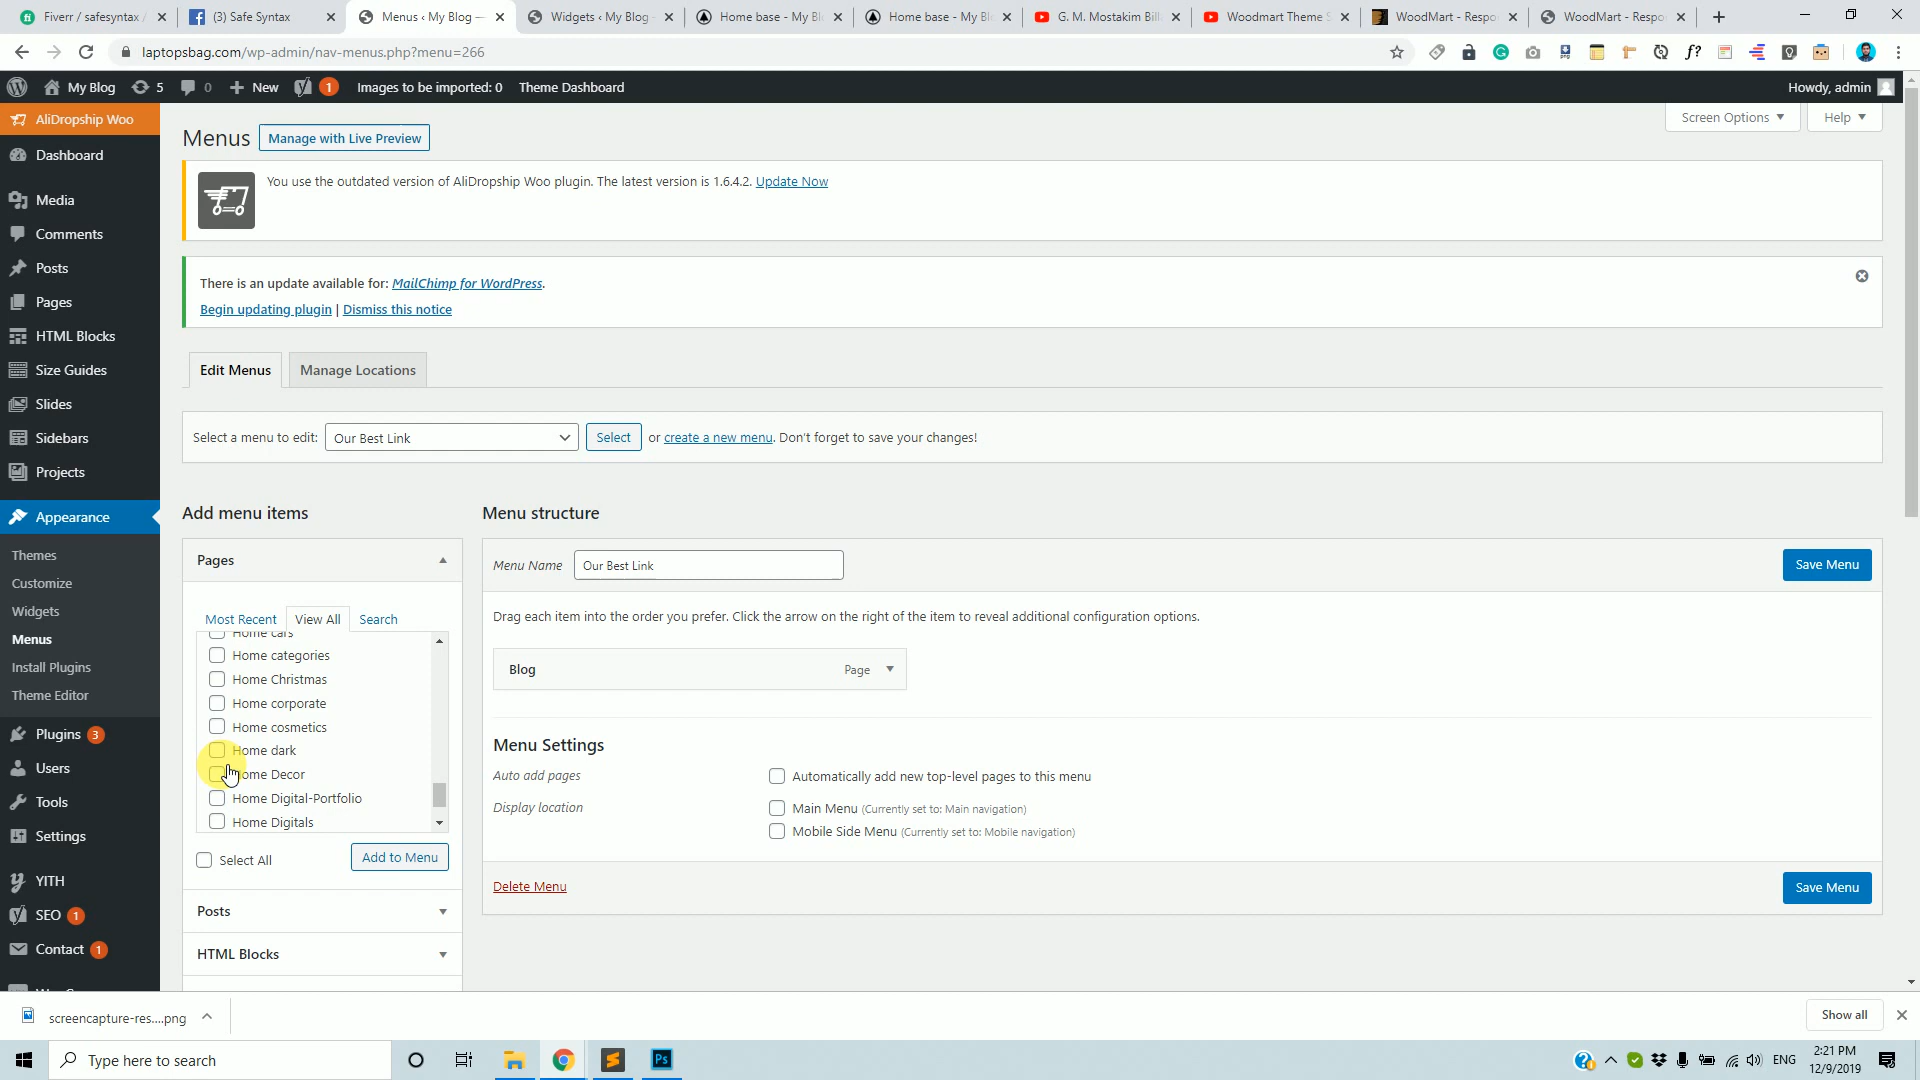 Fiverr / safesyntax
(3) Safe Syntax
Menus ‹ My Blog —
Widgets ‹ My Blog
Home base - My Bl
Home base - My Bl
G. M. Mostakim Bill
Woodmart Theme S
WoodMart - Respo
WoodMart - Respo
laptopsbag.com/wp-admin/nav-menus.php?menu=266
My Blog
5
0
New
1
Images to be imported: 0
Theme Dashboard
Howdy, admin
AliDropship Woo
Dashboard
Media
Comments
Posts
Pages
HTML Blocks
Size Guides
Slides
Sidebars
Projects
Appearance
Themes
Customize
Widgets
Menus
Install Plugins
Theme Editor
Plugins 3
Users
Tools
Settings
YITH
SEO 1
Contact 1
Screen Options
Help
Menus
Manage with Live Preview
You use the outdated version of AliDropship Woo plugin. The latest version is 1.6.4.2. Update Now
There is an update available for: MailChimp for WordPress.
Begin updating plugin | Dismiss this notice
Edit Menus
Manage Locations
Select a menu to edit: Our Best Link Select or create a new menu. Don't forget to save your changes!
Add menu items
Pages
Most Recent
View All
Search
Home cars
Home categories
Home Christmas
Home corporate
Home cosmetics
Home dark
Home Decor
Home Digital-Portfolio
Home Digitals
Select All
Add to Menu
Posts
HTML Blocks
Menu structure
Menu Name Our Best Link
Save Menu
Drag each item into the order you prefer. Click the arrow on the right of the item to reveal additional configuration options.
Blog
Page
Menu Settings
Auto add pages
Automatically add new top-level pages to this menu
Display location
Main Menu (Currently set to: Main navigation)
Mobile Side Menu (Currently set to: Mobile navigation)
Delete Menu
Save Menu
screencapture-res....png
Show all
Type here to search
Ps
ENG
2:21 PM
12/9/2019